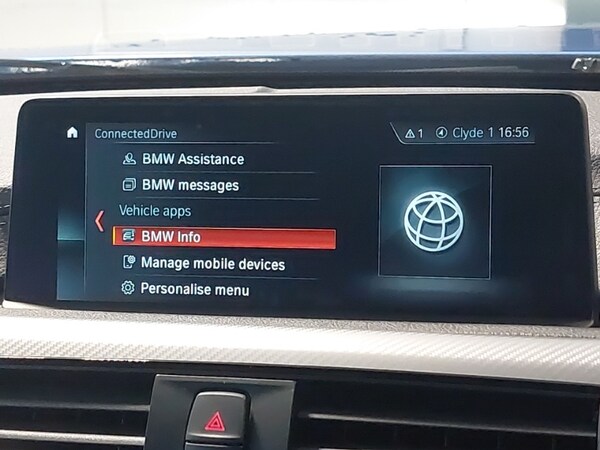 ConnectedDrive
1 Clyde 1 16:56
BMW Assistance
BMW messages
Vehicle apps
BMW Info
Manage mobile devices
Personalise menu